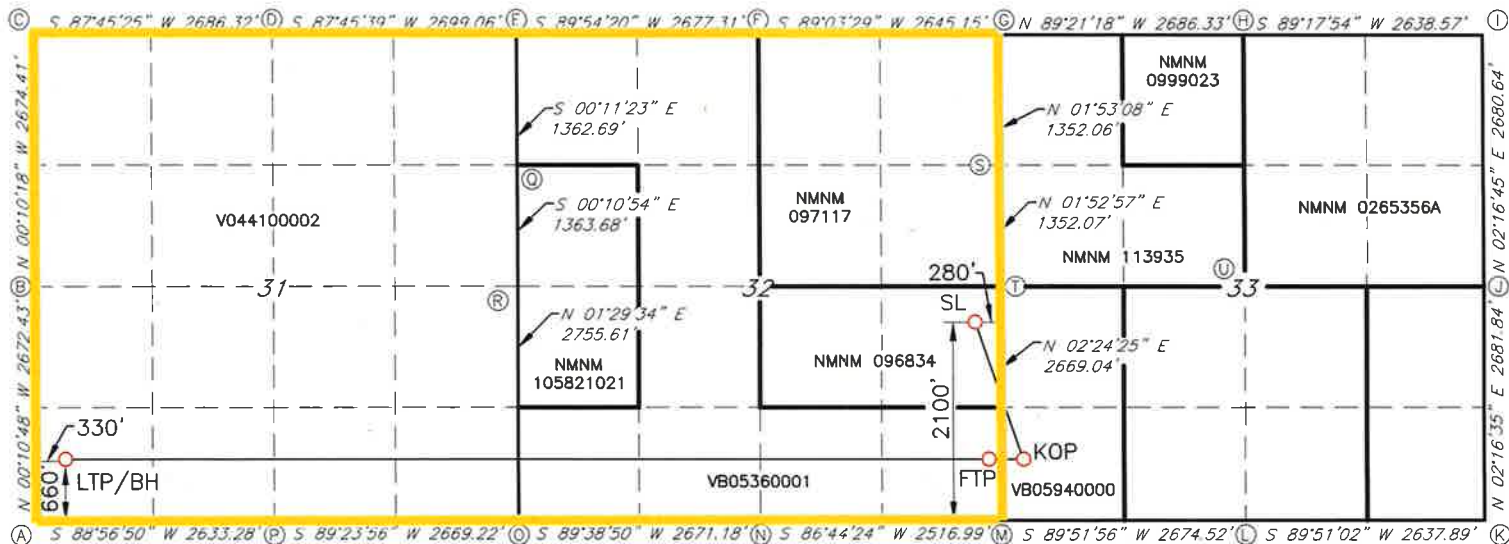 C S 87°45'25" W 2686.32' D S 87°45'39" W 2699.06' E S 89°54'20" W 2677.31' F S 89°03'29" W 2645.15' G N 89°21'18" W 2686.33' H S 89°17'54" W 2638.57' I
N 00°10'18" W 2674.41'
NMNM
0999023
S 00°11'23" E
1362.69'
N 01°53'08" E
1352.06'
N 02°16'45" E 2680.64'
Q
S
S 00°10'54" E
1363.68'
V044100002
NMNM
097117
N 01°52'57" E
1352.07'
NMNM 0265356A
NMNM 113935
U
280'
B
31
R
32
SL
T
33
J
N 00°10'48" W 2672.43'
N 01°29'34" E
2755.61'
NMNM
105821021
NMNM 096834
N 02°24'25" E
2669.04'
N 02°16'35" E 2681.84'
2100'
330'
660'
LTP/BH
VB05360001
FTP
KOP
VB05940000
A S 88°56'50" W 2633.28' P S 89°23'56" W 2669.22' O S 89°38'50" W 2671.18' N S 86°44'24" W 2516.99' M S 89°51'56" W 2674.52' L S 89°51'02" W 2637.89' K